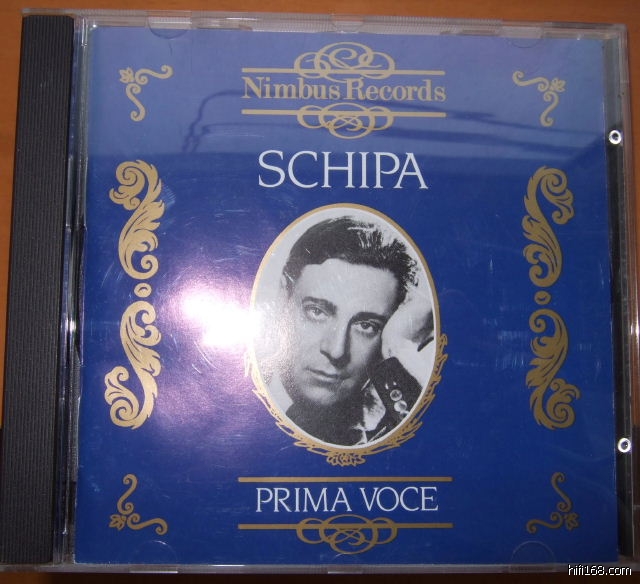 Nimbus Records
SCHIPA
PRIMA VOCE
hifi168.com